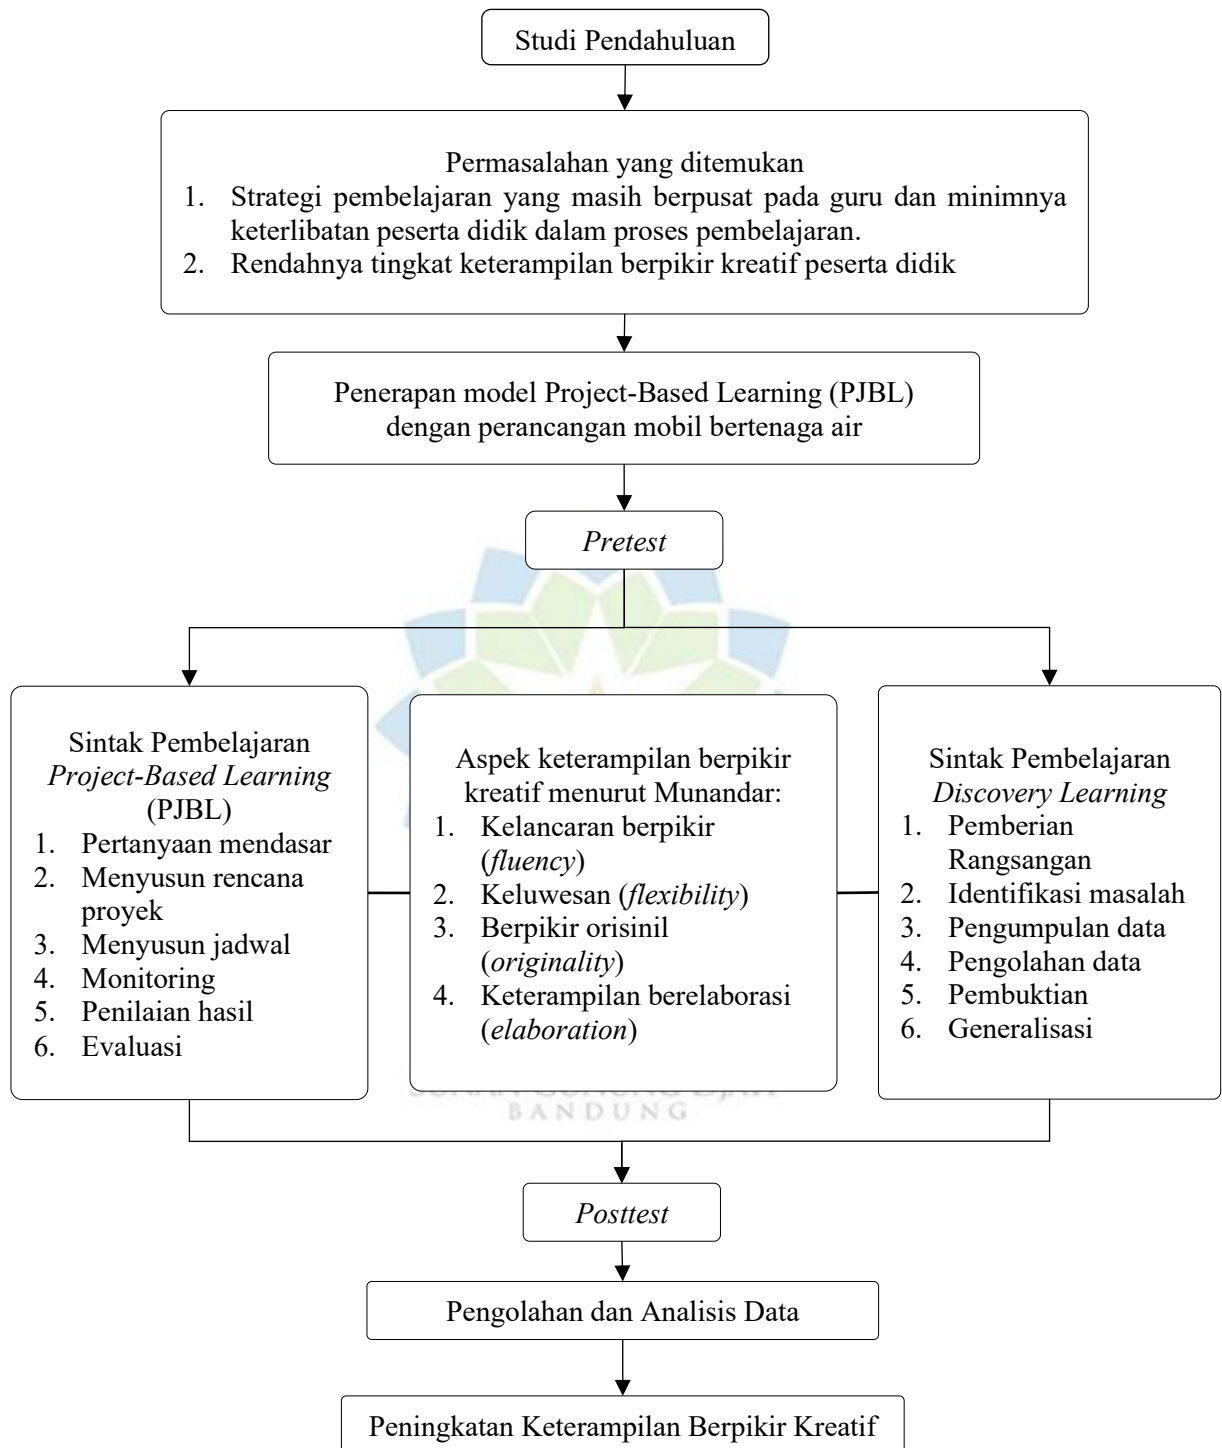 Studi Pendahuluan
Permasalahan yang ditemukan
1. Strategi pembelajaran yang masih berpusat pada guru dan minimnya
keterlibatan peserta didik dalam proses pembelajaran.
2. Rendahnya tingkat keterampilan berpikir kreatif peserta didik
Penerapan model Project-Based Learning (PJBL)
dengan perancangan mobil bertenaga air
Pretest
Sintak Pembelajaran
Project-Based Learning
(PJBL)
1. Pertanyaan mendasar
2. Menyusun rencana
proyek
3. Menyusun jadwal
4. Monitoring
5. Penilaian hasil
6. Evaluasi
Aspek keterampilan berpikir
kreatif menurut Munandar:
1. Kelancaran berpikir
(fluency)
2. Keluwesan (flexibility)
3. Berpikir orisinil
(originality)
4. Keterampilan berelaborasi
(elaboration)
Sintak Pembelajaran
Discovery Learning
1. Pemberian
Rangsangan
2. Identifikasi masalah
3. Pengumpulan data
4. Pengolahan data
5. Pembuktian
6. Generalisasi
BANDUNG
Posttest
Pengolahan dan Analisis Data
Peningkatan Keterampilan Berpikir Kreatif